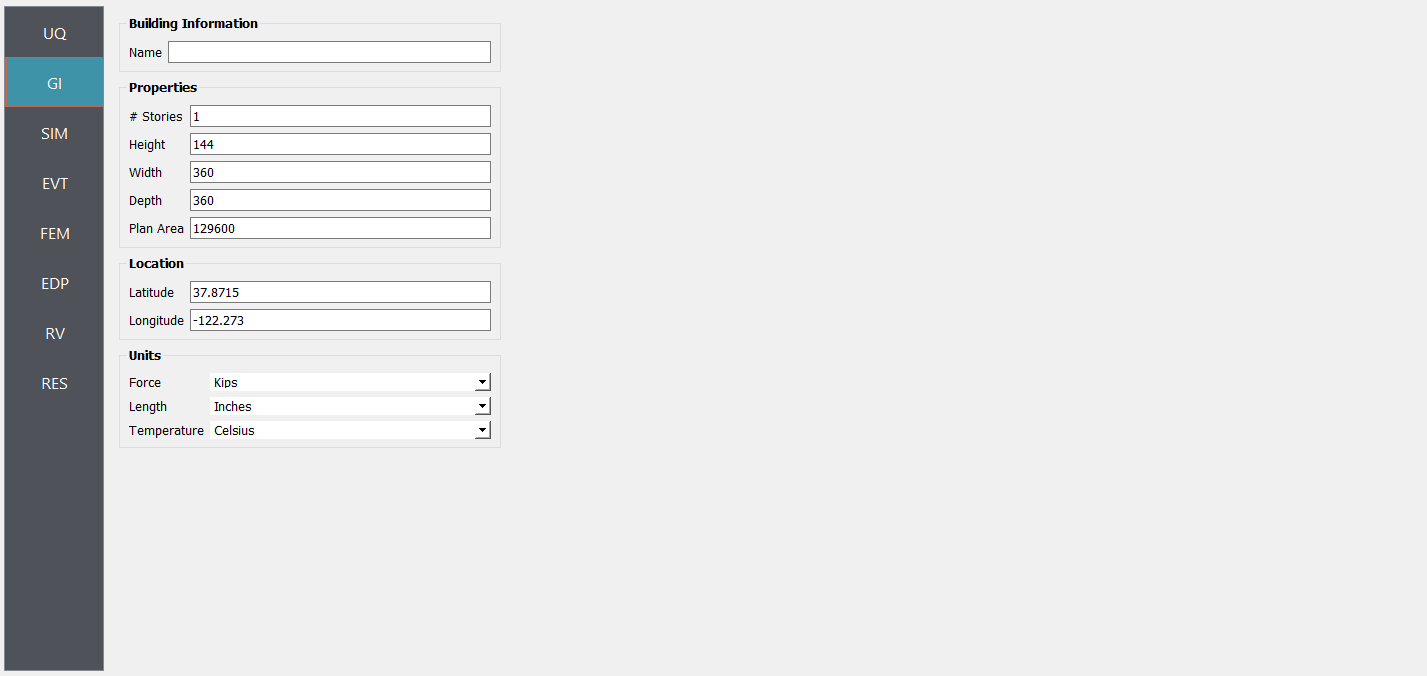 UQ
GI
SIM
EVT
FEM
EDP
RV
RES
Building Information
Name
Properties
# Stories 1
Height 144
Width 360
Depth 360
Plan Area 129600
Location
Latitude 37.8715
Longitude -122.273
Units
Force Kips
Length Inches
Temperature Celsius